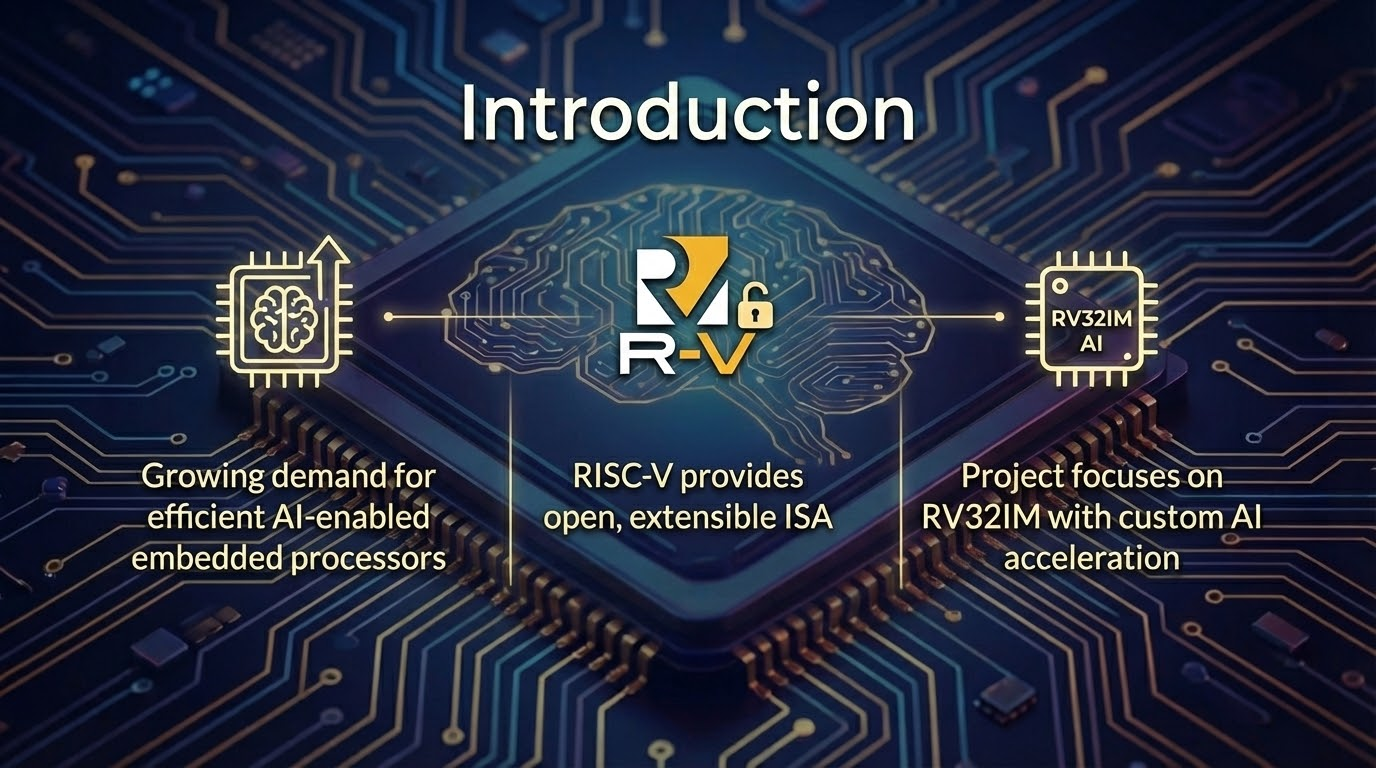 Introduction
R-V
RV32IM
AI
Growing demand for
efficient AI-enabled
embedded processors
RISC-V provides
open, extensible ISA
Project focuses on
RV32IM with custom AI
acceleration